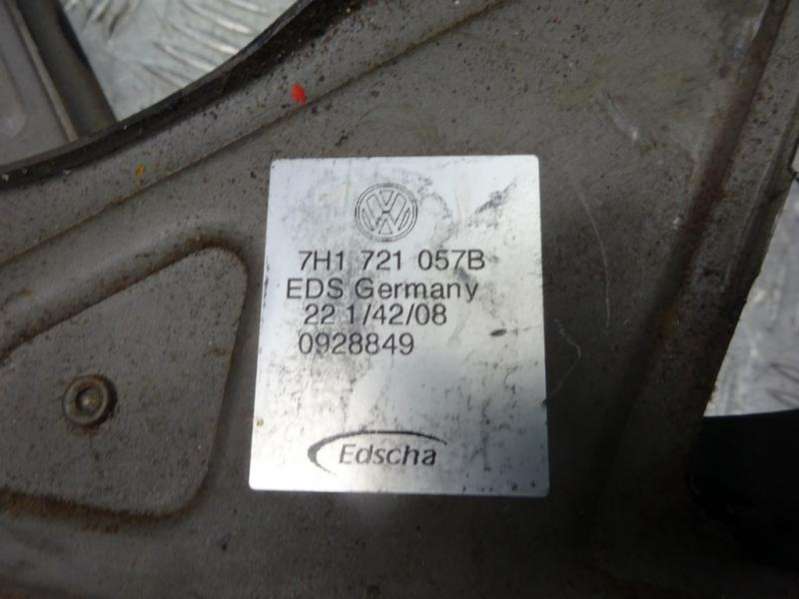 7H1 721 057B
EDS Germany
22 1/42/08
0928849
Edscha